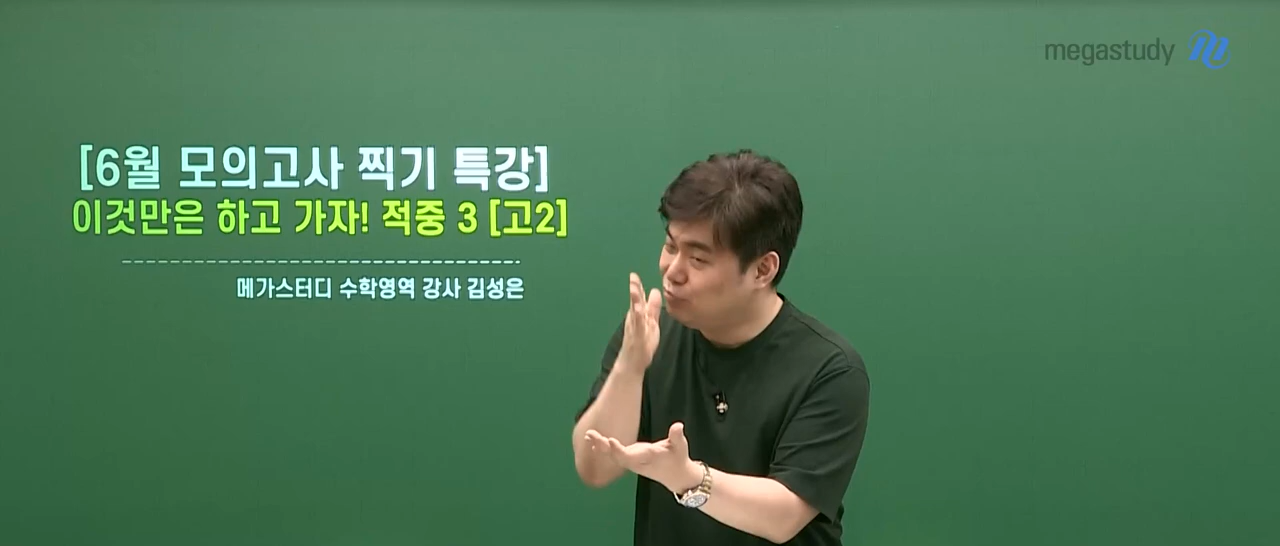 megastudy
[6월 모의고사 찍기 특강]
이것만은 하고 가자! 적중 3 [고2]
메가스터디 수학영역 강사 김성은